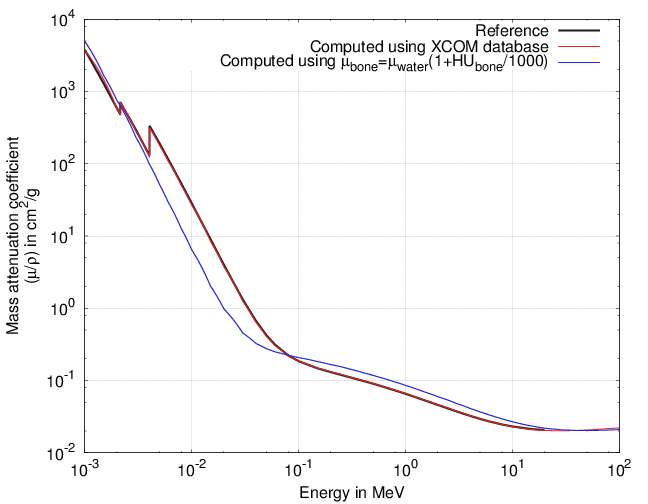 Reference
Computed using XCOM database
Computed using μbone=μwater(1+HUbone/1000)
10^4
10^3
10^2
10^1
10^0
10^-1
10^-2
Mass attenuation coefficient
(μ/ρ) in cm^2/g
10^-3 10^-2 10^-1 10^0 10^1 10^2
Energy in MeV